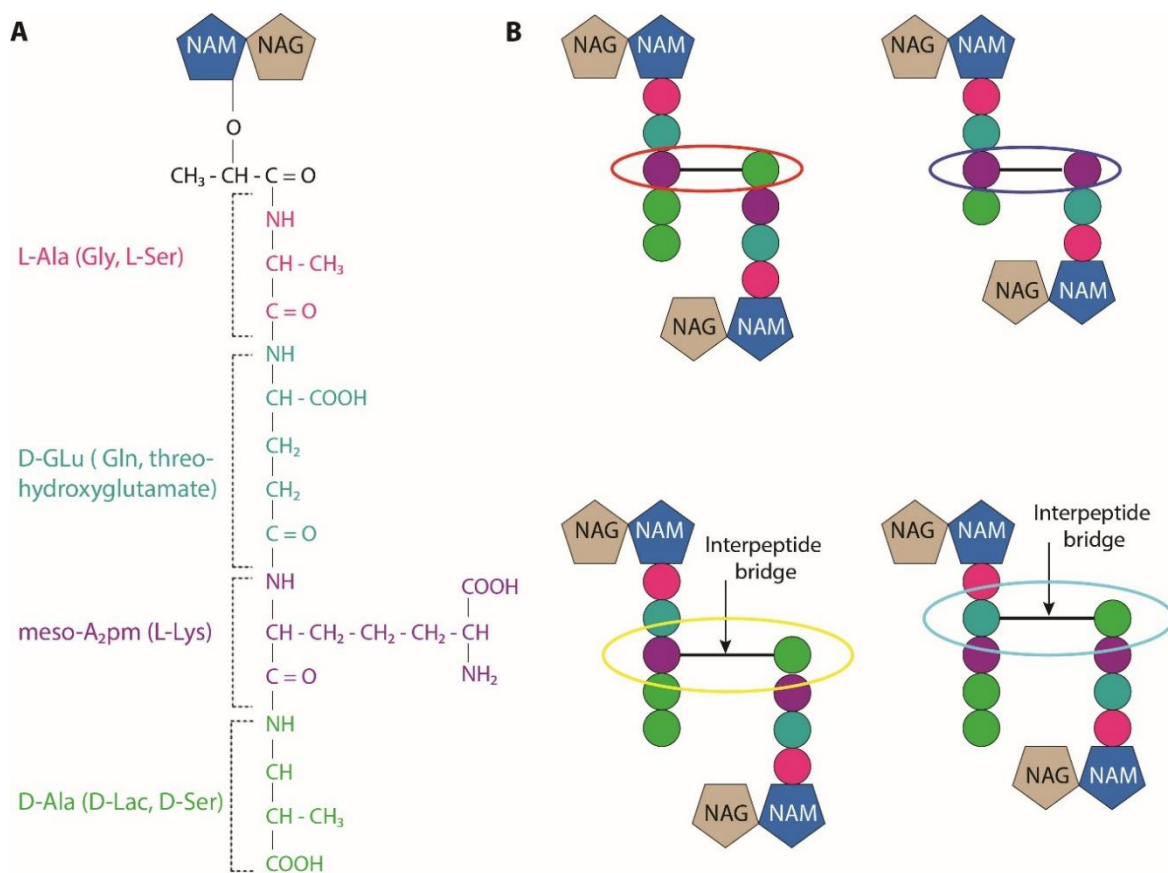 A
NAM NAG
O
CH₃ - CH - C = O
NH
L-Ala (Gly, L-Ser)
CH - CH₃
C = O
NH
CH - COOH
D-GLu ( Gln, threo-
hydroxyglutamate)
CH₂
CH₂
C = O
NH
COOH
meso-A₂pm (L-Lys)
CH - CH₂ - CH₂ - CH₂ - CH
C = O
NH₂
NH
CH
D-Ala (D-Lac, D-Ser)
CH - CH₃
COOH
B
NAG NAM
NAG NAM
NAG NAM
NAG NAM
NAG NAM
Interpeptide
bridge
NAG NAM
NAG NAM
Interpeptide
bridge
NAG NAM